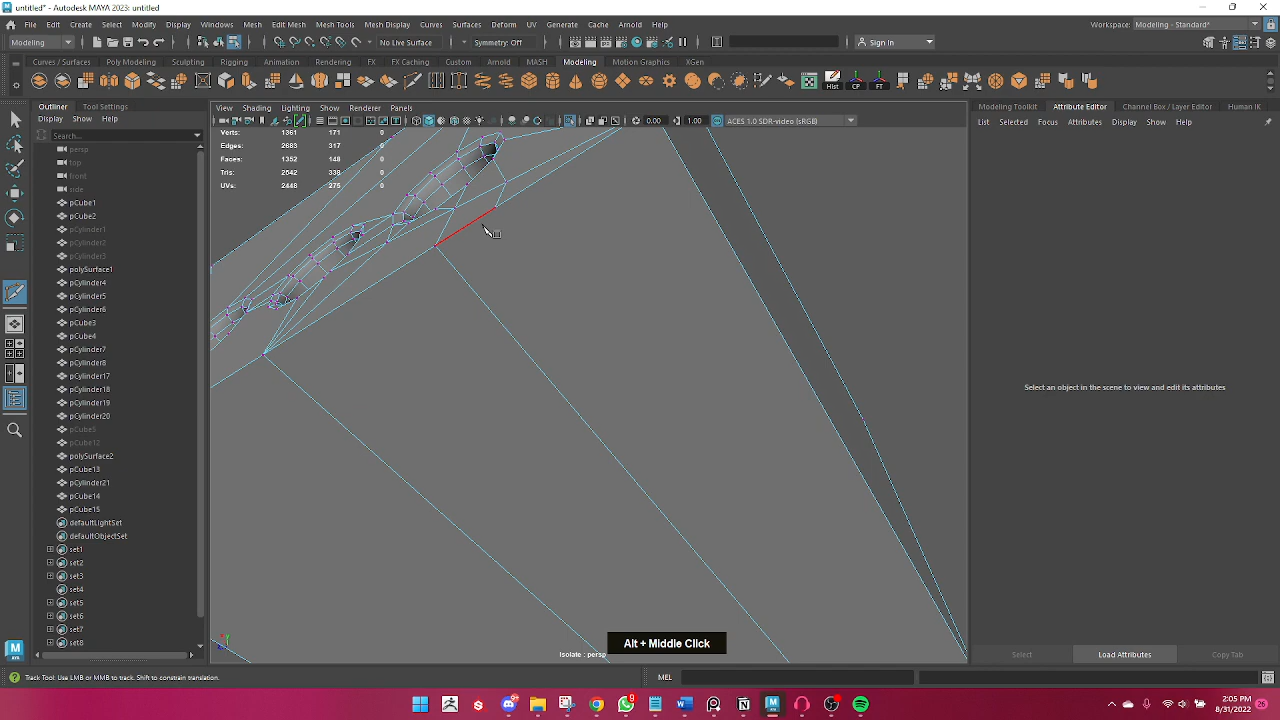 untitled* - Autodesk MAYA 2023: untitled
File Edit Create Select Modify Display Windows Mesh Edit Mesh Mesh Tools Mesh Display Curves Surfaces Deform UV Generate Cache Arnold Help
Workspace: Modeling - Standard*
Modeling No Live Surface Symmetry: Off Sign In
Curves / Surfaces Poly Modeling Sculpting Rigging Animation Rendering FX FX Caching Custom Arnold MASH Modeling Motion Graphics XGen
Hist CP FT
Outliner Tool Settings
Display Show Help
Search...
persp
top
front
side
pCube1
pCube2
pCylinder1
pCylinder2
pCylinder3
polySurface1
pCylinder4
pCylinder5
pCylinder6
pCube3
pCube4
pCylinder7
pCylinder8
pCylinder17
pCylinder18
pCylinder19
pCylinder20
pCube5
pCube12
polySurface2
pCube13
pCylinder21
pCube14
pCube15
defaultLightSet
defaultObjectSet
set1
set2
set3
set4
set5
set6
set7
set8
View Shading Lighting Show Renderer Panels
0.00 1.00 ACES 1.0 SDR-video (sRGB)
Verts: 1361 171 0
Edges: 2683 317 0
Faces: 1352 148 0
Tris: 2542 338 0
UVs: 2448 275 0
Alt + Middle Click
Isolate : persp
Modeling Toolkit Attribute Editor Channel Box / Layer Editor Human IK
List Selected Focus Attributes Display Show Help
Select an object in the scene to view and edit its attributes
Select Load Attributes Copy Tab
Track Tool: Use LMB or MMB to track. Shift to constrain translation.
MEL
2:05 PM
8/31/2022